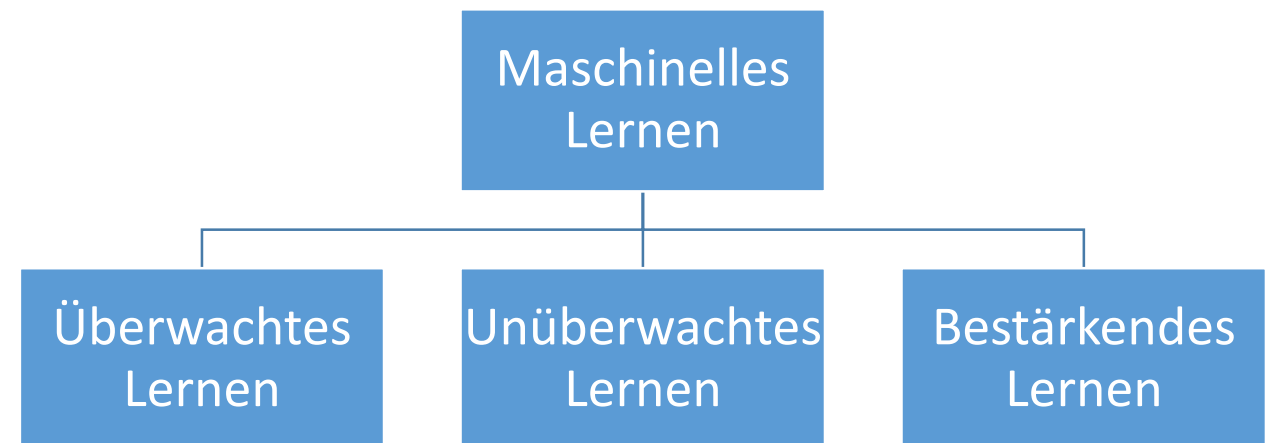 Maschinelles
Lernen
Überwachtes
Lernen
Unüberwachtes
Lernen
Bestärkendes
Lernen